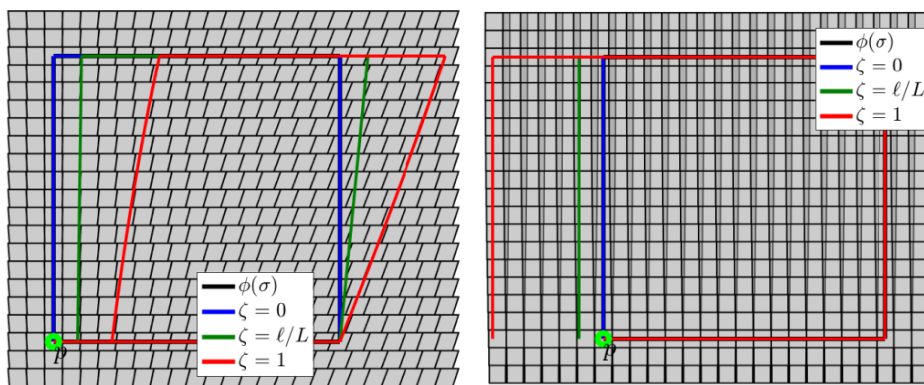 ϕ(σ)
ζ = 0
ζ = ℓ/L
ζ = 1
p
ϕ(σ)
ζ = 0
ζ = ℓ/L
ζ = 1
p